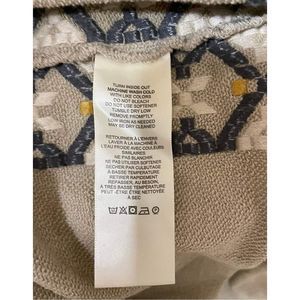 TURN INSIDE OUT
MACHINE WASH COLD
WITH LIKE COLORS
DO NOT BLEACH
DO NOT USE SOFTENER
TUMBLE DRY LOW
REMOVE PROMPTLY
LOW IRON AS NEEDED
MAY BE DRY CLEANED
RETOURNER À L'ENVERS
LAVER À LA MACHINE À
L'EAU FROIDE AVEC COULEURS
SIMILAIRES
NE PAS BLANCHIR
NE PAS UTILISER SOFTENER
SECHER PAR CULBUTAGE
À BASSE TEMPÉRATURE
RETIRER RAPIDEMENT
REPASSER, AU BESOIN,
À TRÈS BASSE TEMPÉRATURE
PEUT -ÊTRE ÊTRE NETTOYÉE
À SEC